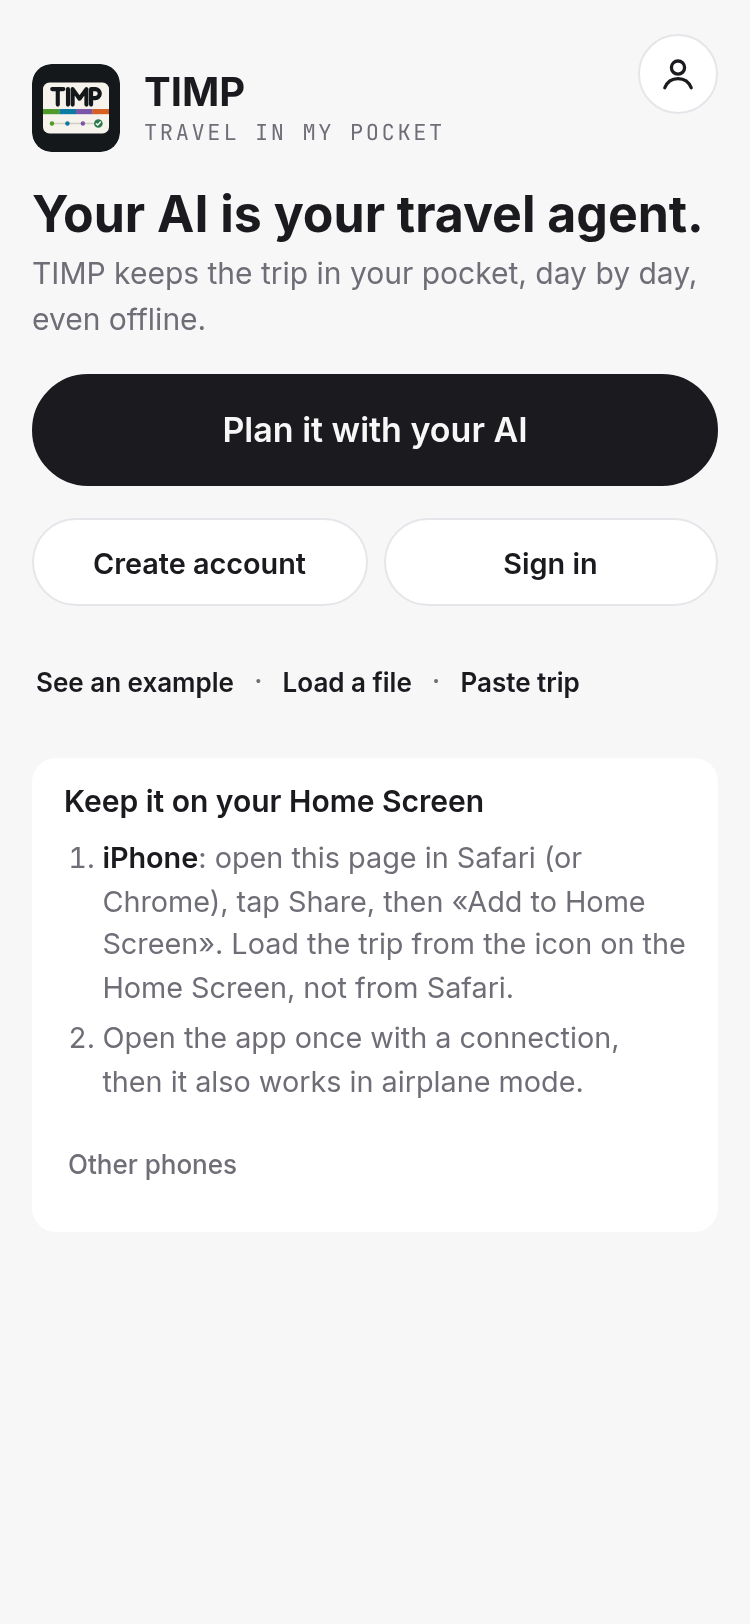 TIMP
TIMP
TRAVEL IN MY POCKET
Your AI is your travel agent.
TIMP keeps the trip in your pocket, day by day,
even offline.
Plan it with your AI
Create account
Sign in
See an example · Load a file · Paste trip
Keep it on your Home Screen
1. iPhone: open this page in Safari (or
Chrome), tap Share, then «Add to Home
Screen». Load the trip from the icon on the
Home Screen, not from Safari.
2. Open the app once with a connection,
then it also works in airplane mode.
Other phones